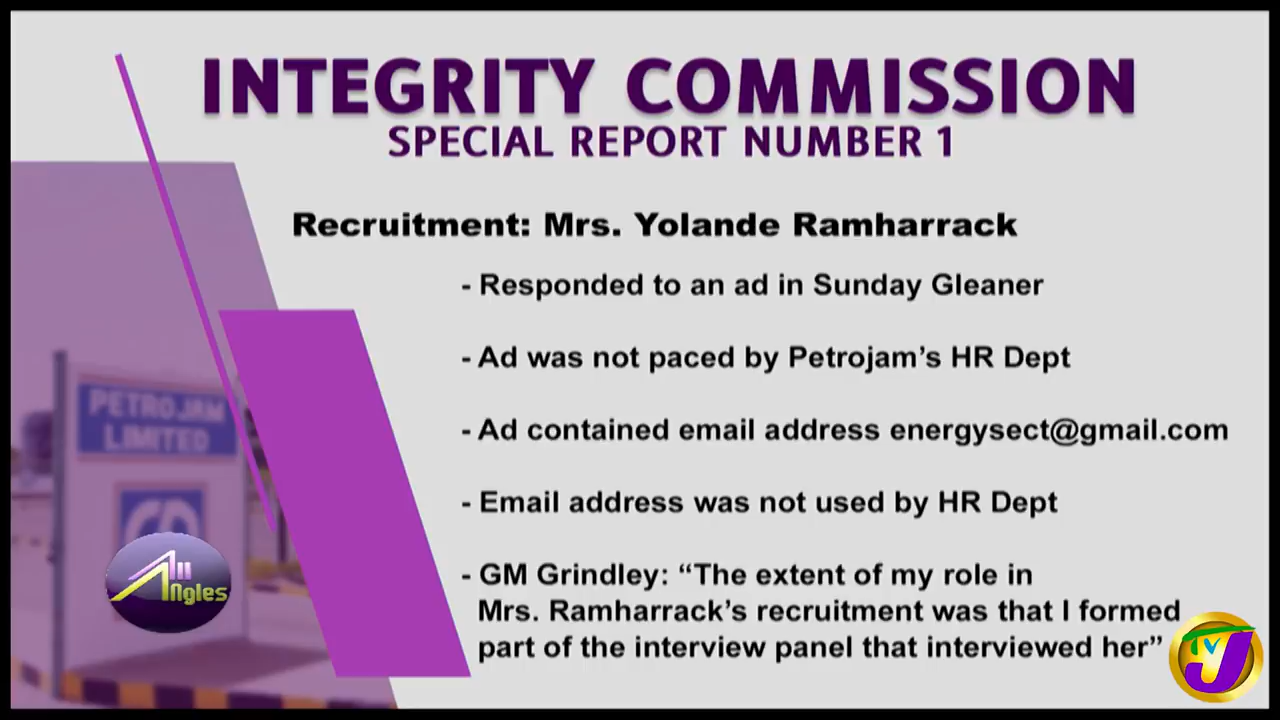 INTEGRITY COMMISSION
SPECIAL REPORT NUMBER 1
Recruitment: Mrs. Yolande Ramharrack
- Responded to an ad in Sunday Gleaner
- Ad was not paced by Petrojam’s HR Dept
- Ad contained email address energysect@gmail.com
- Email address was not used by HR Dept
- GM Grindley: “The extent of my role in
Mrs. Ramharrack’s recruitment was that I formed
part of the interview panel that interviewed her”
PETROJAM
LIMITED
All
Angles
TVJ